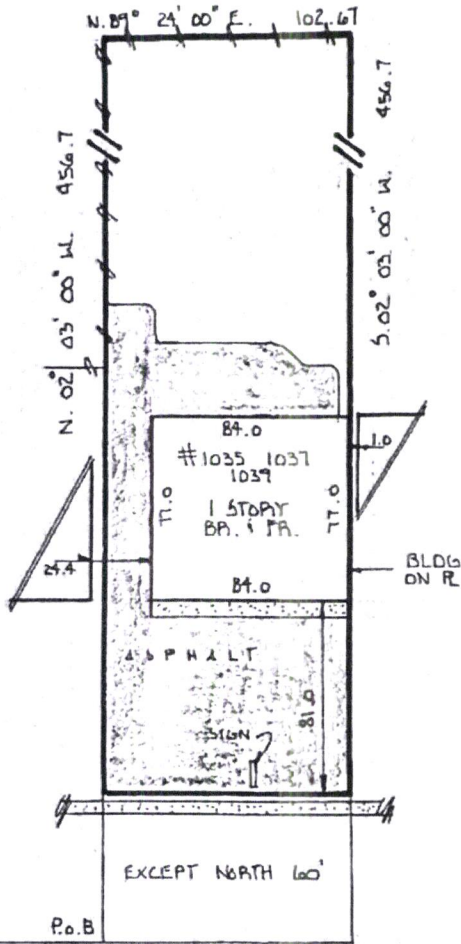 N. 89° 24' 00" E. 102.67
N. 02° 03' 00" W. 456.7
S. 02° 03' 00" W. 456.7
84.0
#1035 1037
1039
1 STORY
BR. & FR.
77.0
77.0
84.0
1.0
24.4
BLDG
ON PL
ASPHALT
81.0
SIGN
EXCEPT NORTH 60'
P.O.B